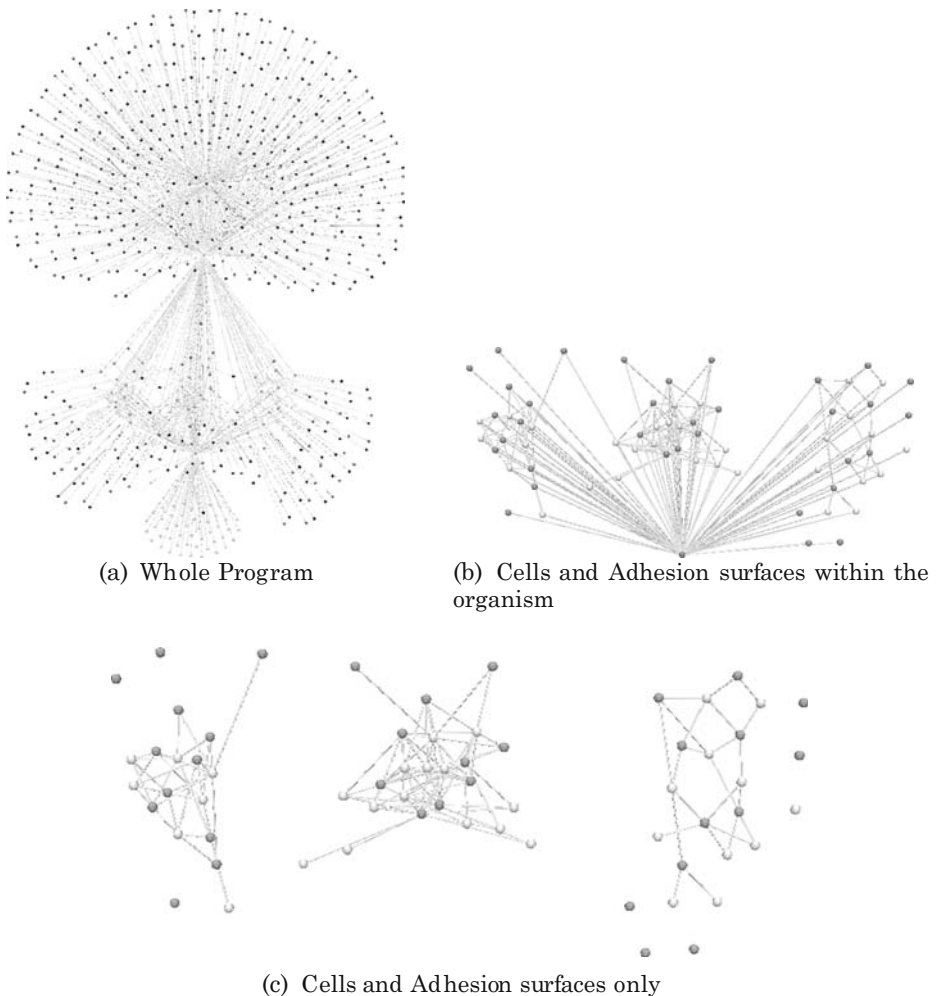 (a) Whole Program
(b) Cells and Adhesion surfaces within the
organism
(c) Cells and Adhesion surfaces only